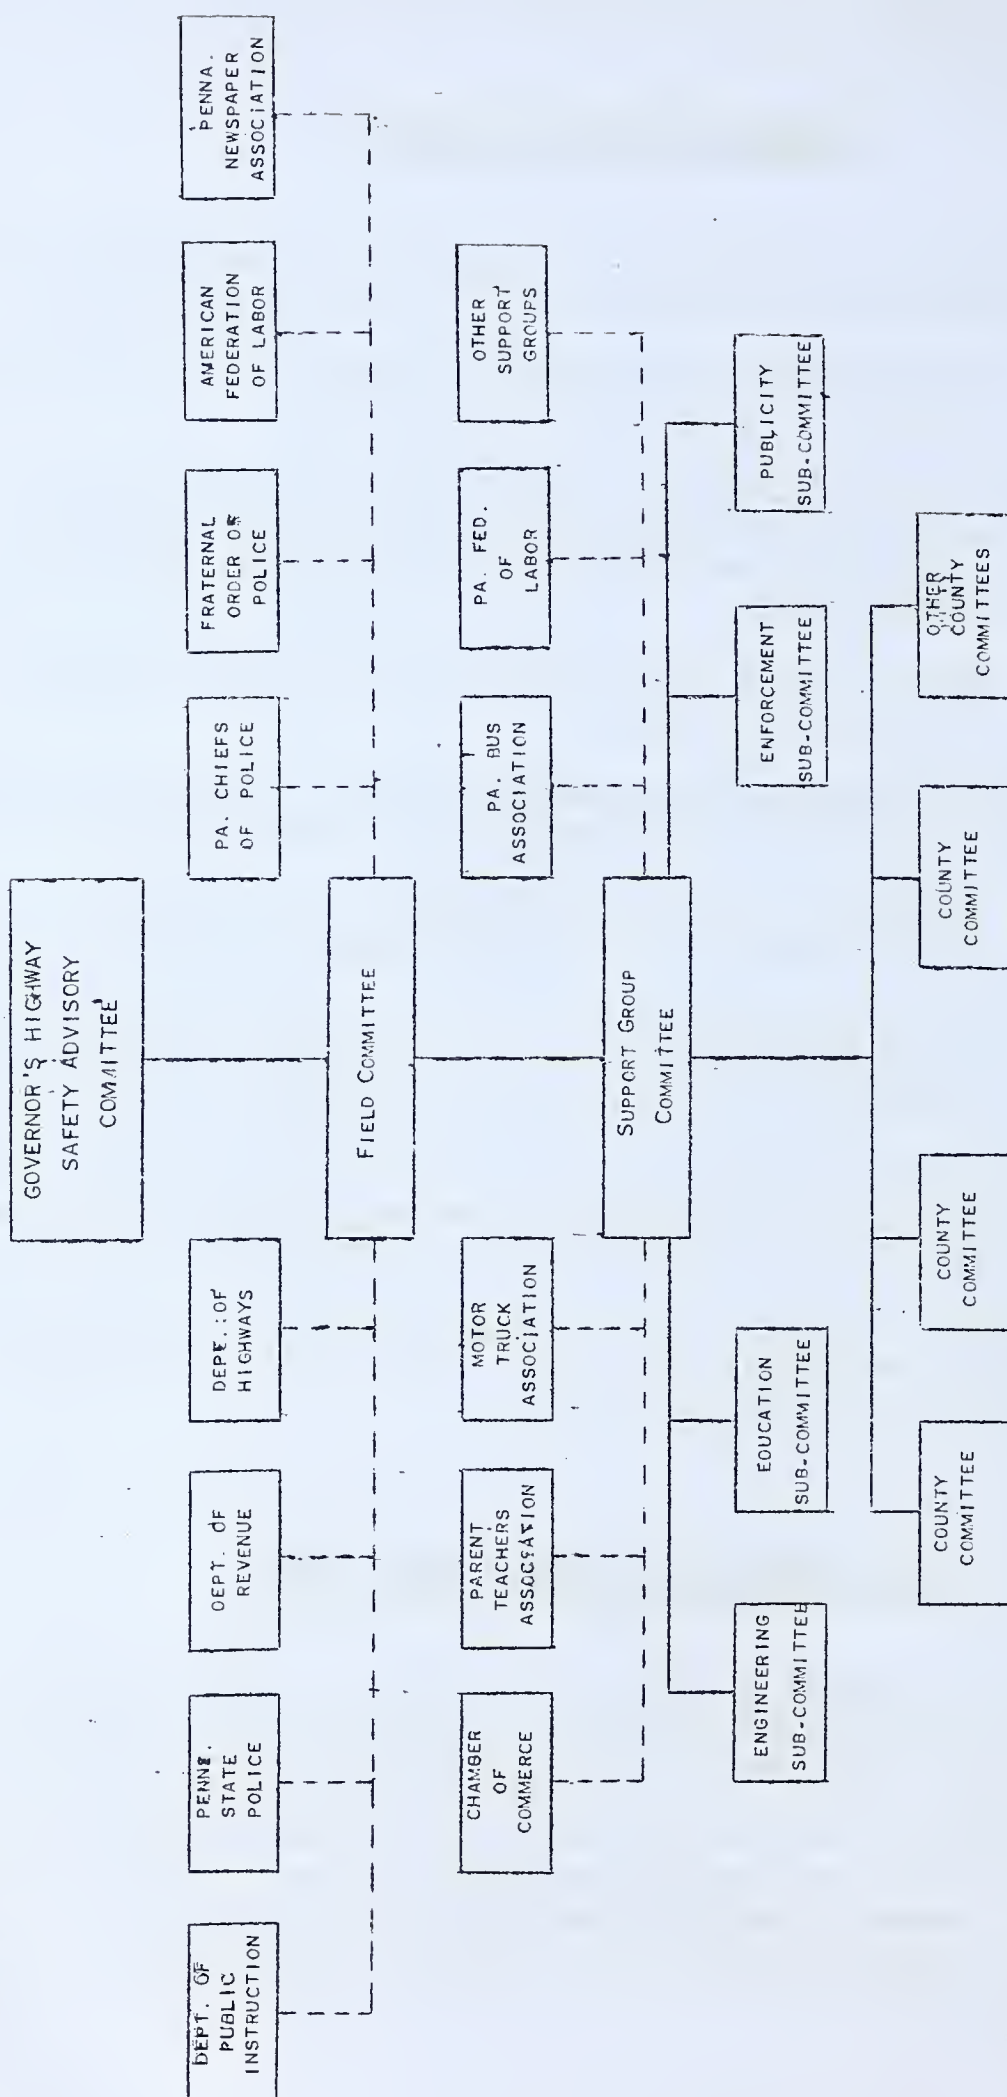 GOVERNOR'S HIGHWAY
SAFETY ADVISORY
COMMITTEE
DEPT. OF
PUBLIC
INSTRUCTION
PENNE.
STATE
POLICE
DEPT. OF
REVENUE
DEPT. OF
HIGHWAYS
PA. CHIEFS
OF POLICE
FRATERNAL
ORDER OF
POLICE
AMERICAN
FEDERATION
OF LABOR
PENNA.
NEWSPAPER
ASSOCIATION
FIELD COMMITTEE
CHAMBER
OF
COMMERCE
PARENT
TEACHERS
ASSOCIATION
MOTOR
TRUCK
ASSOCIATION
PA. BUS
ASSOCIATION
PA. FED.
OF
LABOR
OTHER
SUPPORT
GROUPS
SUPPORT GROUP
COMMITTEE
ENGINEERING
SUB-COMMITTEE
EDUCATION
SUB-COMMITTEE
ENFORCEMENT
SUB-COMMITTEE
PUBLICITY
SUB-COMMITTEE
COUNTY
COMMITTEE
COUNTY
COMMITTEE
COUNTY
COMMITTEE
OTHER
COUNTY
COMMITTEES